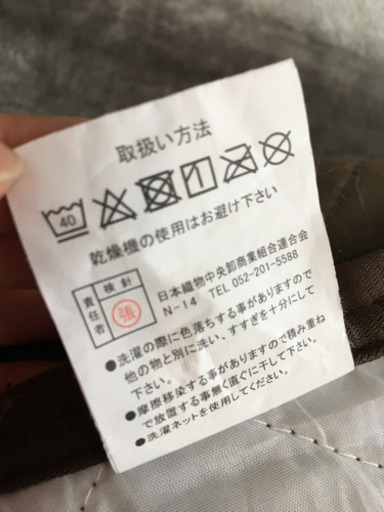 取扱い方法
40
乾燥機の使用はお避け下さい
責任者
検針
張
日本織物中央卸商業組合連合会
N-14 TEL 052-201-5588
●洗濯の際に色落ちする事がありますので
他の物と別に洗い、すすぎを十分にして
下さい。
●摩擦移染する事がありますので積み重ね
で放置する事無く直ぐに干して下さい。
●洗濯ネットを使用してください。